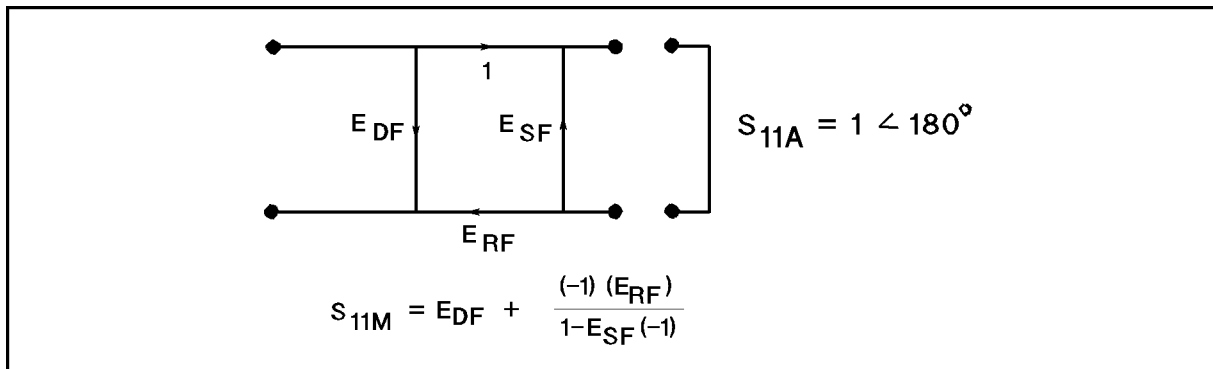 1
E DF
E SF
S 11A = 1 ∠ 180°
E RF
S 11M = E DF + (-1) (E RF) / 1-E SF (-1)